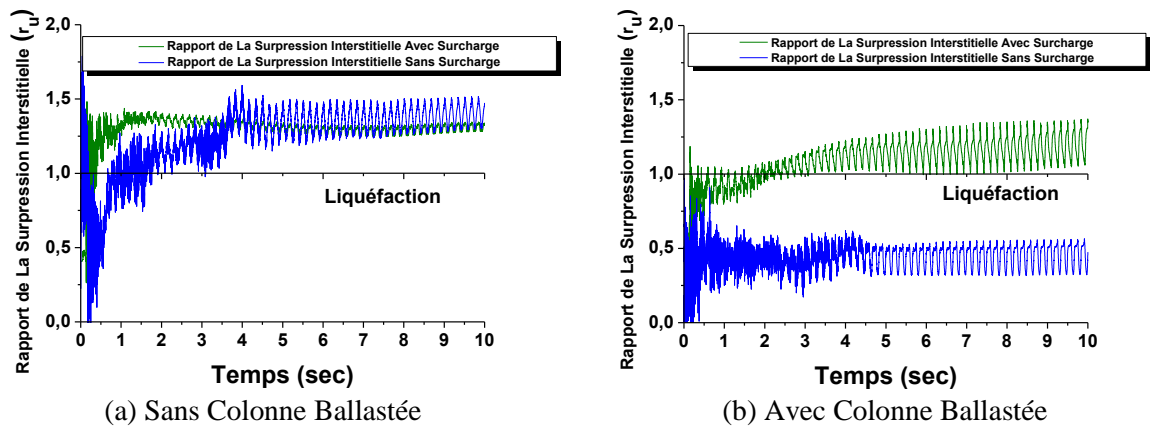 Rapport de La Surpression Interstitielle (r_u)
2,0
1,5
1,0
0,5
0,0
Rapport de La Surpression Interstitielle Avec Surcharge
Rapport de La Surpression Interstitielle Sans Surcharge
Liquéfaction
0 1 2 3 4 5 6 7 8 9 10
Temps (sec)
(a) Sans Colonne Ballastée
Rapport de La Surpression Interstitielle (r_u)
2,0
1,5
1,0
0,5
0,0
Rapport de La Surpression Interstitielle Avec Surcharge
Rapport de La Surpression Interstitielle Sans Surcharge
Liquéfaction
0 1 2 3 4 5 6 7 8 9 10
Temps (sec)
(b) Avec Colonne Ballastée